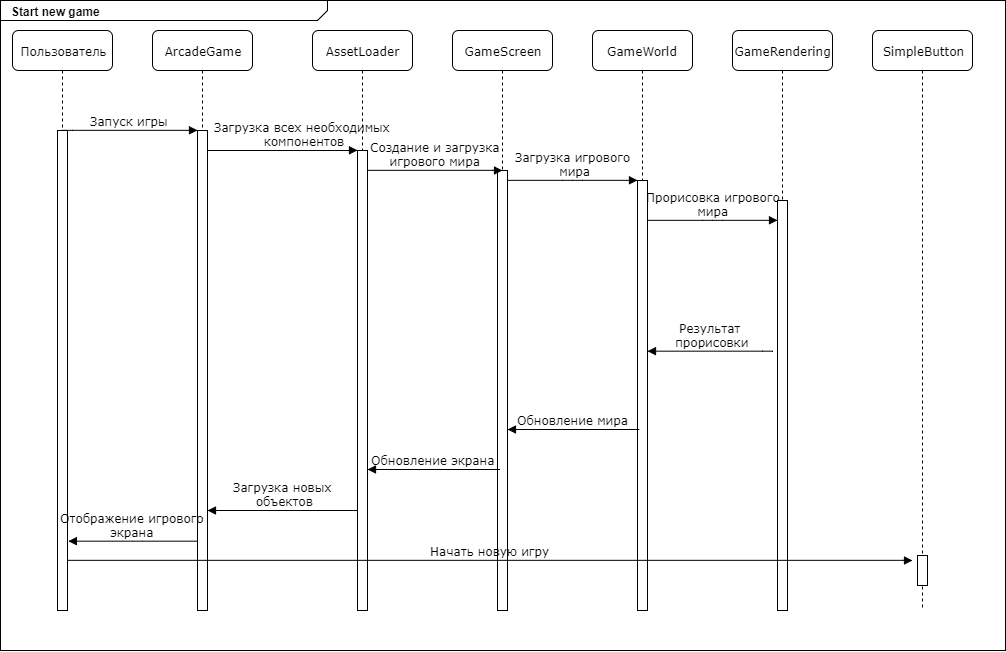 Start new game
Пользователь
ArcadeGame
AssetLoader
GameScreen
GameWorld
GameRendering
SimpleButton
Запуск игры
Загрузка всех необходимых
компонентов
Создание и загрузка
игрового мира
Загрузка игрового
мира
Прорисовка игрового
мира
Результат
прорисовки
Обновление мира
Обновление экрана
Загрузка новых
объектов
Отображение игрового
экрана
Начать новую игру